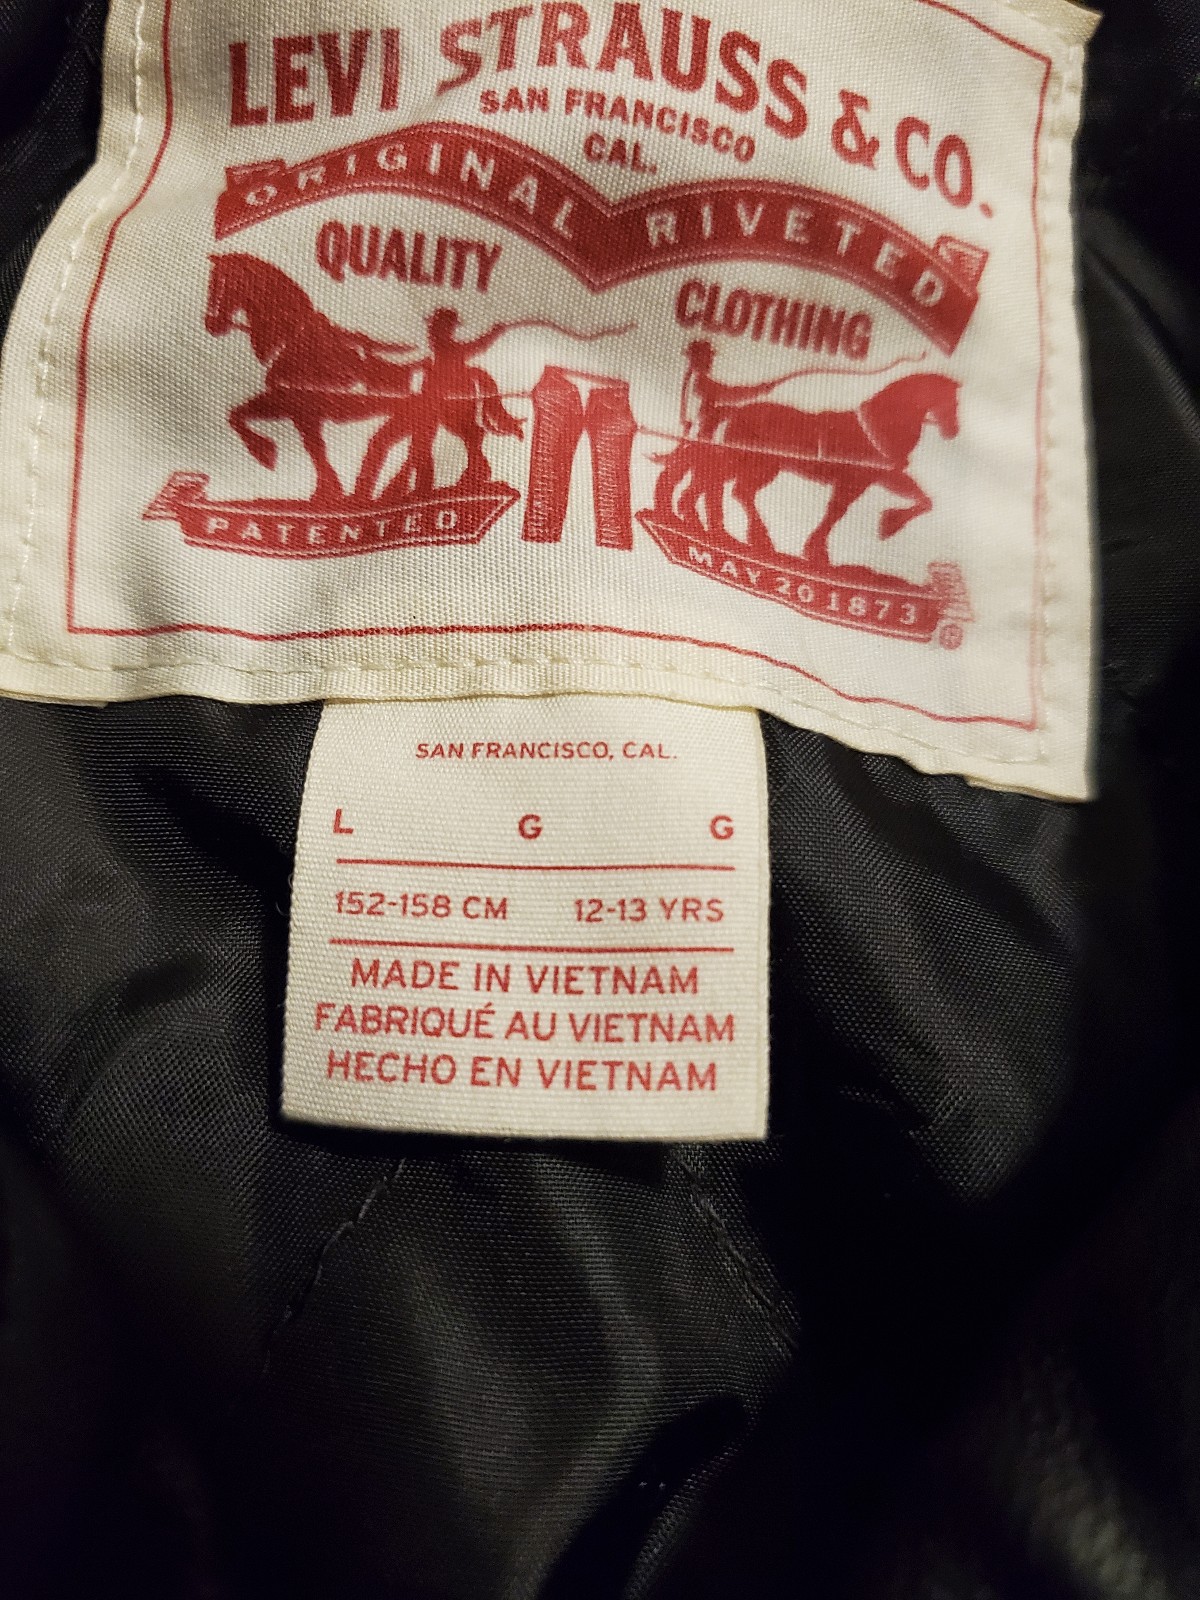 LEVI STRAUSS & CO.
SAN FRANCISCO
CAL.
ORIGINAL RIVETED
QUALITY
CLOTHING
PATENTED
MAY 20 1873
®
SAN FRANCISCO, CAL.
L G G
152-158 CM 12-13 YRS
MADE IN VIETNAM
FABRIQUÉ AU VIETNAM
HECHO EN VIETNAM